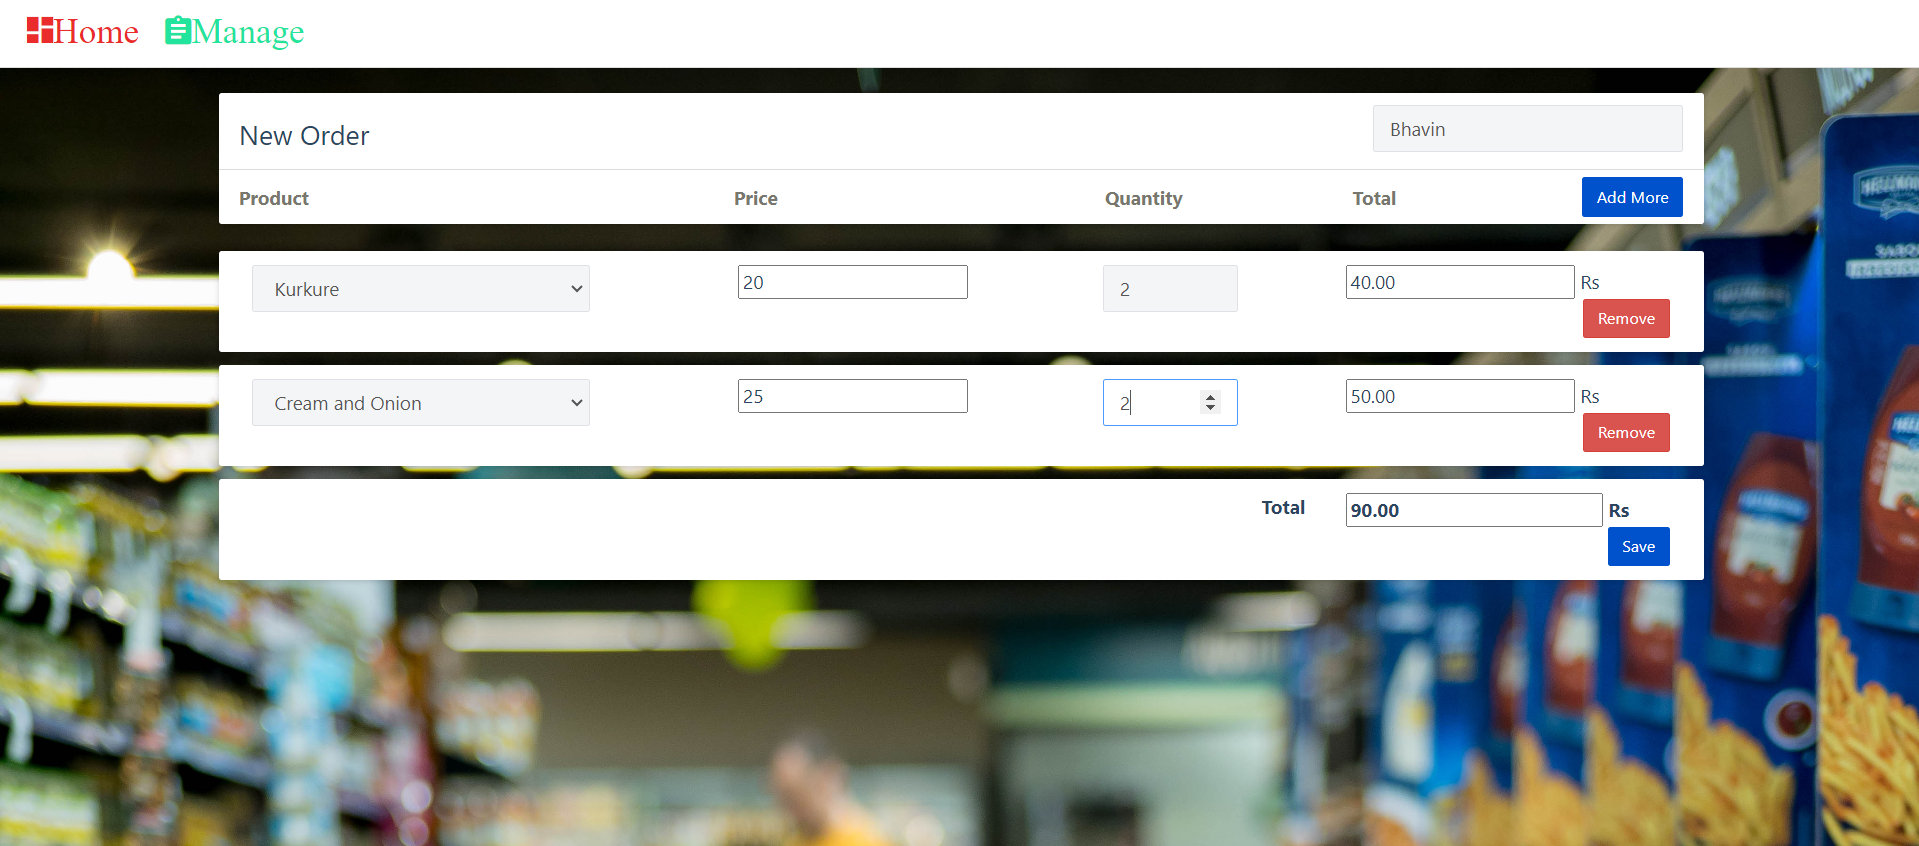 Home Manage
New Order
Bhavin
Product Price Quantity Total Add More
Kurkure 20 2 40.00 Rs
Remove
Cream and Onion 25 2 50.00 Rs
Remove
Total 90.00 Rs
Save